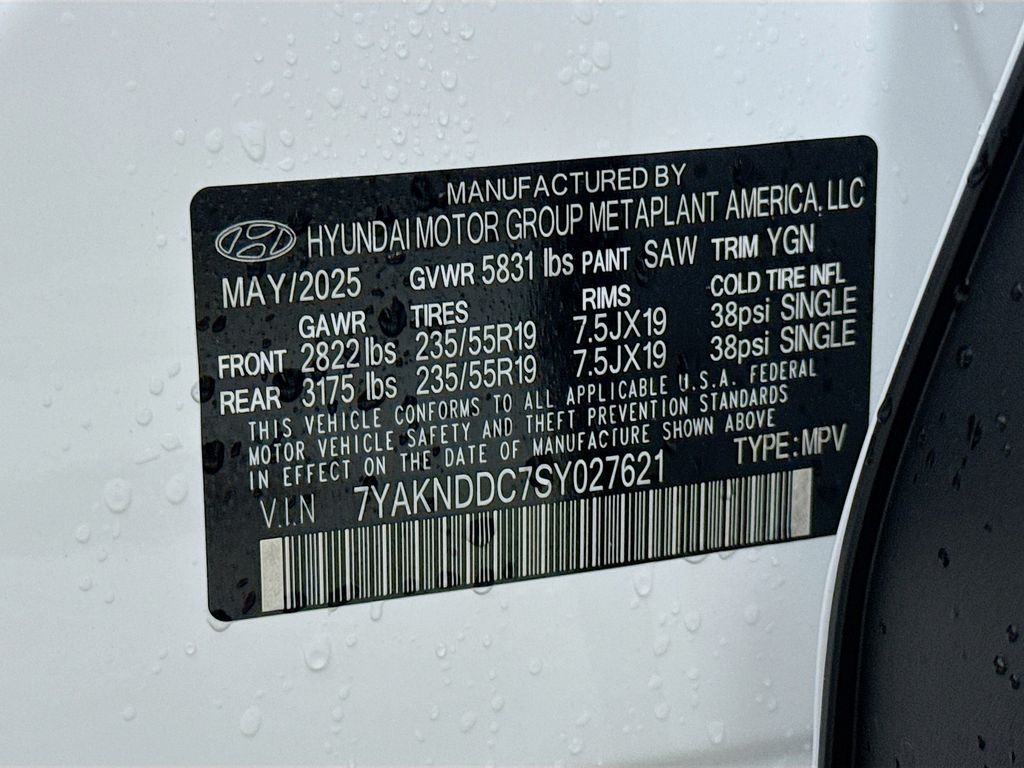 MANUFACTURED BY
HYUNDAI MOTOR GROUP METAPLANT AMERICA, LLC
MAY/2025 GVWR 5831 lbs PAINT SAW TRIM YGN
GAWR TIRES RIMS COLD TIRE INFL
FRONT 2822 lbs 235/55R19 7.5JX19 38psi SINGLE
REAR 3175 lbs 235/55R19 7.5JX19 38psi SINGLE
THIS VEHICLE CONFORMS TO ALL APPLICABLE U.S.A. FEDERAL
MOTOR VEHICLE SAFETY AND THEFT PREVENTION STANDARDS
IN EFFECT ON THE DATE OF MANUFACTURE SHOWN ABOVE
V.I.N 7YAKNDDC7SY027621 TYPE:MPV